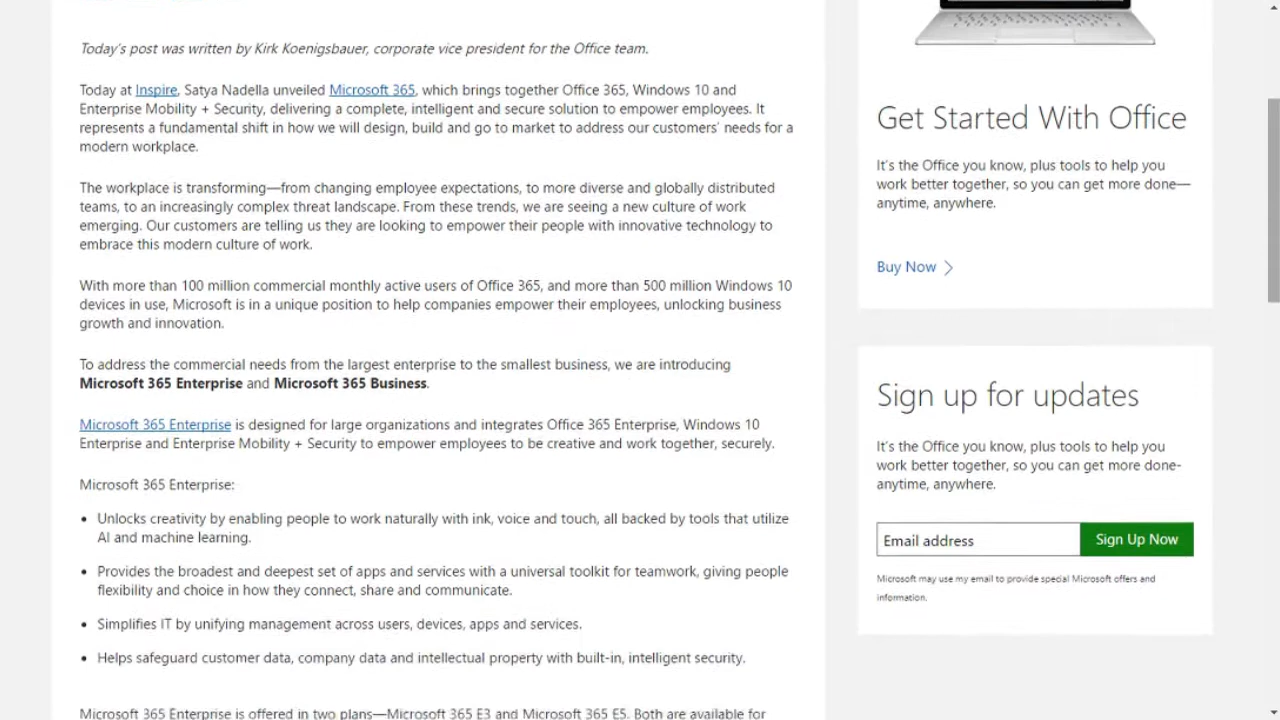 Today's post was written by Kirk Koenigsbauer, corporate vice president for the Office team.
Today at Inspire, Satya Nadella unveiled Microsoft 365, which brings together Office 365, Windows 10 and
Enterprise Mobility + Security, delivering a complete, intelligent and secure solution to empower employees. It
represents a fundamental shift in how we will design, build and go to market to address our customers' needs for a
modern workplace.
The workplace is transforming—from changing employee expectations, to more diverse and globally distributed
teams, to an increasingly complex threat landscape. From these trends, we are seeing a new culture of work
emerging. Our customers are telling us they are looking to empower their people with innovative technology to
embrace this modern culture of work.
With more than 100 million commercial monthly active users of Office 365, and more than 500 million Windows 10
devices in use, Microsoft is in a unique position to help companies empower their employees, unlocking business
growth and innovation.
To address the commercial needs from the largest enterprise to the smallest business, we are introducing
Microsoft 365 Enterprise and Microsoft 365 Business.
Microsoft 365 Enterprise is designed for large organizations and integrates Office 365 Enterprise, Windows 10
Enterprise and Enterprise Mobility + Security to empower employees to be creative and work together, securely.
Microsoft 365 Enterprise:
• Unlocks creativity by enabling people to work naturally with ink, voice and touch, all backed by tools that utilize
AI and machine learning.
• Provides the broadest and deepest set of apps and services with a universal toolkit for teamwork, giving people
flexibility and choice in how they connect, share and communicate.
• Simplifies IT by unifying management across users, devices, apps and services.
• Helps safeguard customer data, company data and intellectual property with built-in, intelligent security.
Microsoft 365 Enterprise is offered in two plans—Microsoft 365 E3 and Microsoft 365 E5. Both are available for
Get Started With Office
It's the Office you know, plus tools to help you
work better together, so you can get more done—
anytime, anywhere.
Buy Now
Sign up for updates
It's the Office you know, plus tools to help you
work better together, so you can get more done-
anytime, anywhere.
Email address
Sign Up Now
Microsoft may use my email to provide special Microsoft offers and
information.